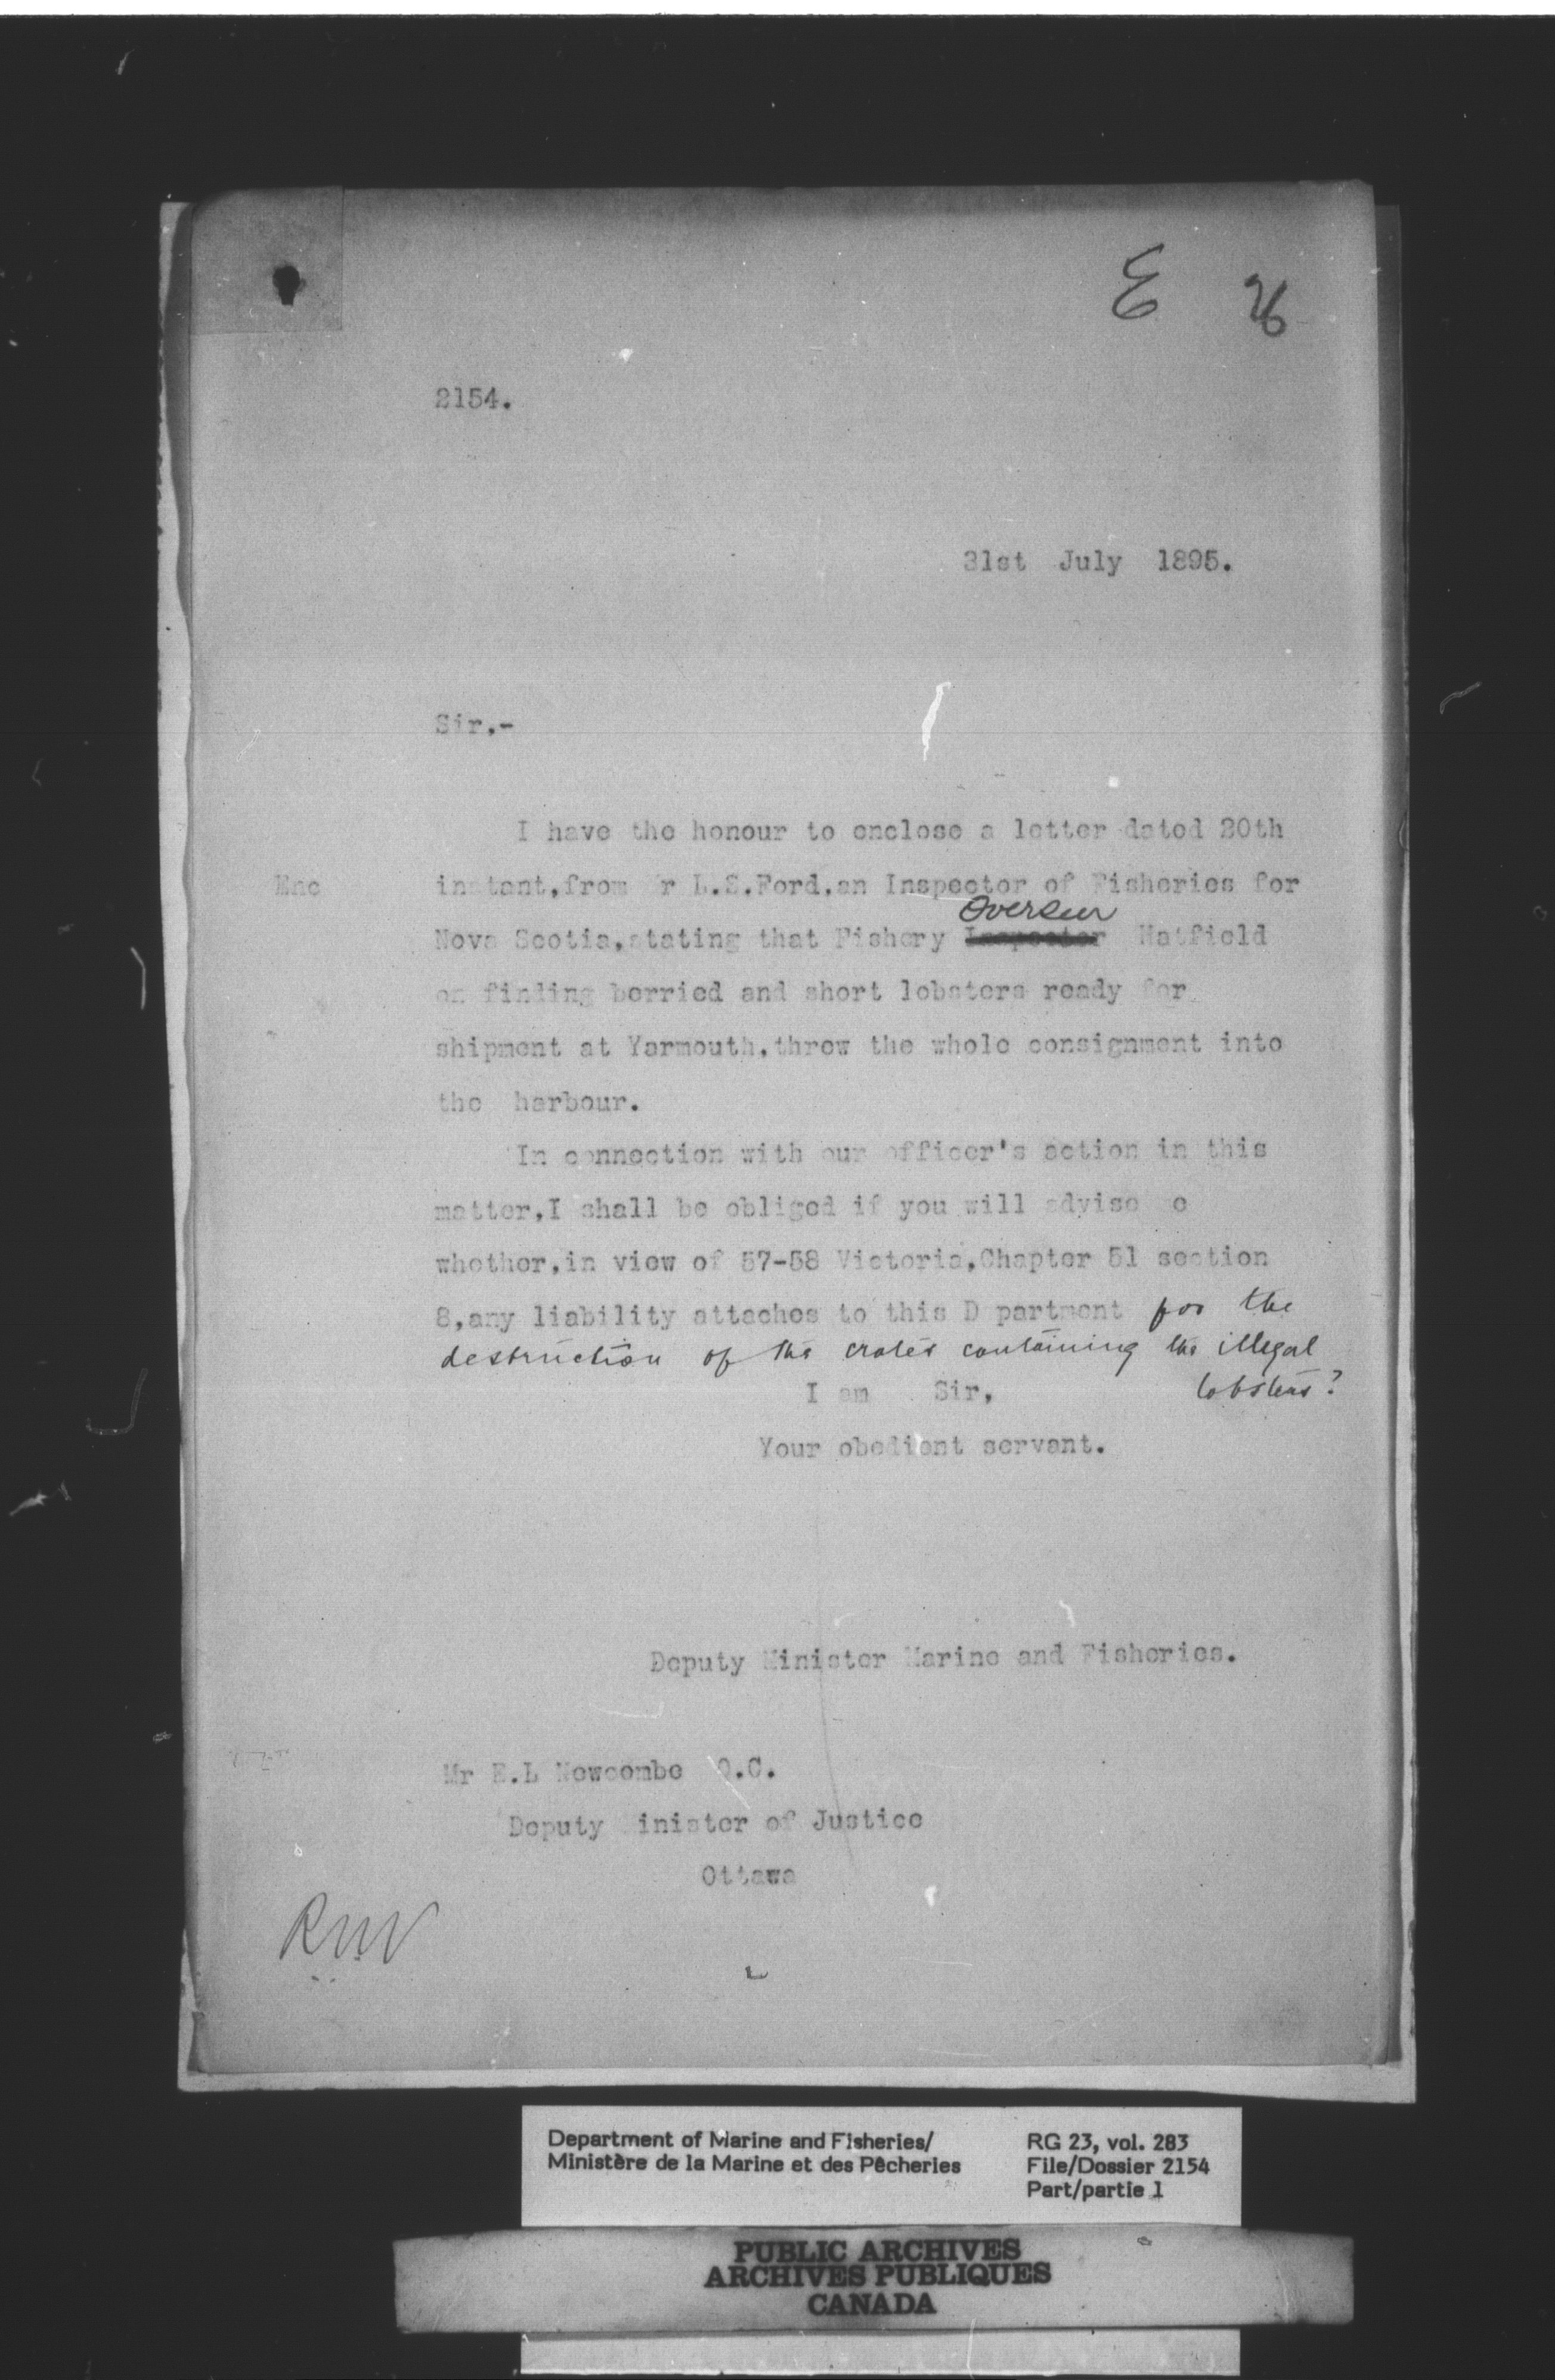 E 26
2154.
31st July 1895.
Sir,-
I have the honour to enclose a letter dated 20th
Enc instant, from Mr L.S.Ford, an Inspector of Fisheries for
Overseer
Nova Scotia, stating that Fishery Inspector Hatfield
on finding berried and short lobsters ready for
shipment at Yarmouth, threw the whole consignment into
the harbour.
In connection with our officer's action in this
matter, I shall be obliged if you will advise me
whether, in view of 57-58 Victoria, Chapter 51 section
8, any liability attaches to this Department for the
destruction of the crates containing the illegal
lobsters?
I am Sir,
Your obedient servant.
Deputy Minister Marine and Fisheries.
Mr E.L Newcombe Q.C.
Deputy Minister of Justice
Ottawa
Department of Marine and Fisheries/
Ministère de la Marine et des Pêcheries
RG 23, vol. 283
File/Dossier 2154
Part/partie 1
PUBLIC ARCHIVES
ARCHIVES PUBLIQUES
CANADA